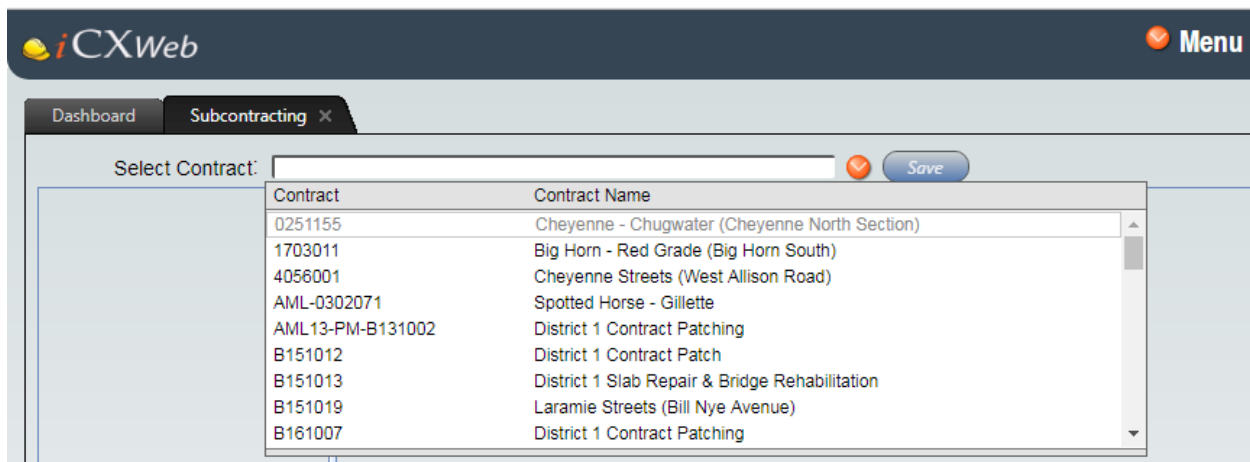 iCXWeb
Menu
Dashboard Subcontracting ×
Select Contract: Save
Contract Contract Name
0251155 Cheyenne - Chugwater (Cheyenne North Section)
1703011 Big Horn - Red Grade (Big Horn South)
4056001 Cheyenne Streets (West Allison Road)
AML-0302071 Spotted Horse - Gillette
AML13-PM-B131002 District 1 Contract Patching
B151012 District 1 Contract Patch
B151013 District 1 Slab Repair & Bridge Rehabilitation
B151019 Laramie Streets (Bill Nye Avenue)
B161007 District 1 Contract Patching